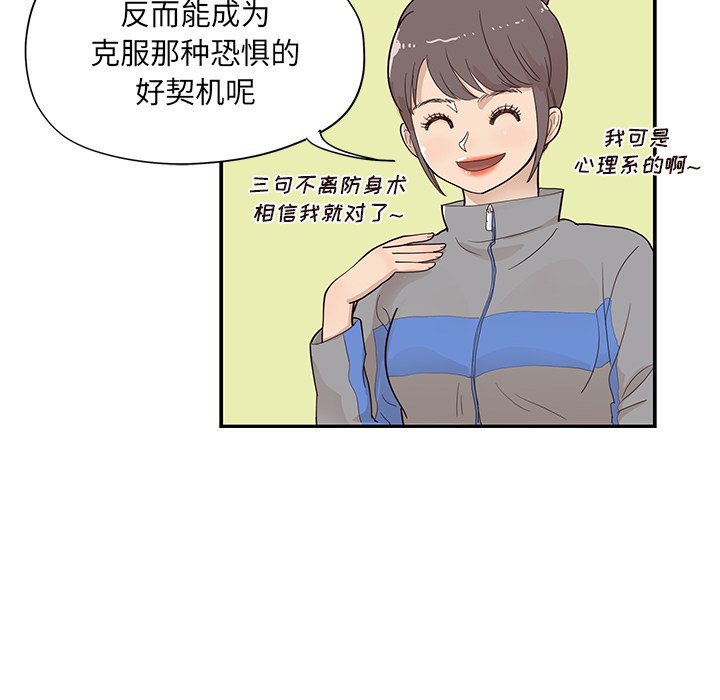 反而能成为
克服那种恐惧的
好契机呢
我可是
心理系的啊~
三句不离防身术
相信我就对了~